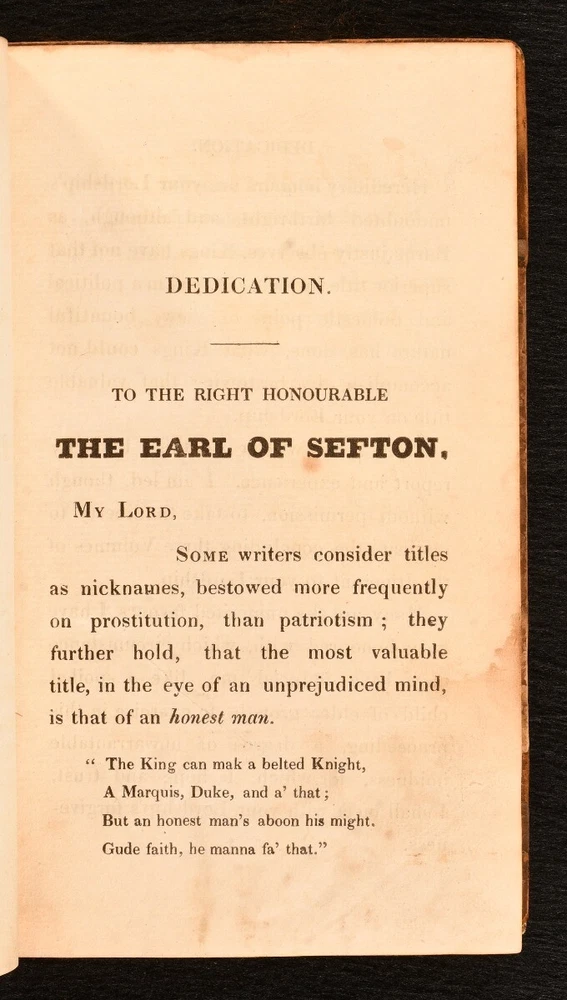 DEDICATION.
TO THE RIGHT HONOURABLE
THE EARL OF SEFTON,
MY LORD,
SOME writers consider titles
as nicknames, bestowed more frequently
on prostitution, than patriotism ; they
further hold, that the most valuable
title, in the eye of an unprejudiced mind,
is that of an honest man.
“ The King can mak a belted Knight,
A Marquis, Duke, and a’ that ;
But an honest man’s aboon his might.
Gude faith, he manna fa’ that.”